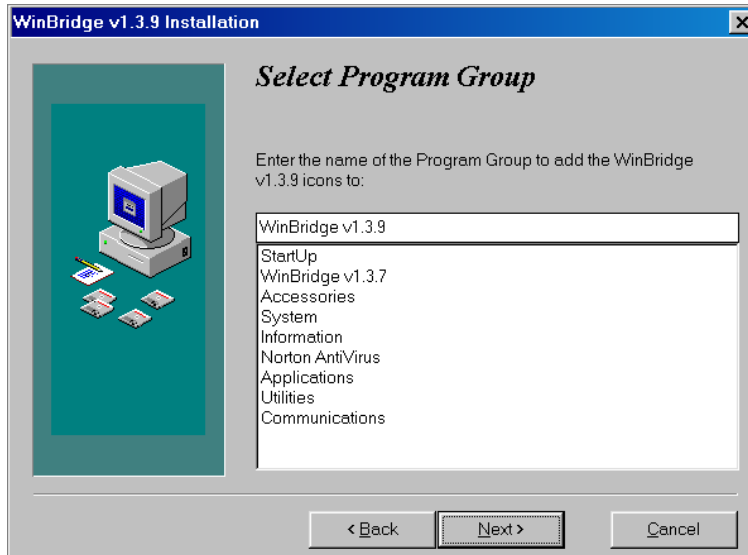 WinBridge v1.3.9 Installation
Select Program Group
Enter the name of the Program Group to add the WinBridge
v1.3.9 icons to:
WinBridge v1.3.9
StartUp
WinBridge v1.3.7
Accessories
System
Information
Norton AntiVirus
Applications
Utilities
Communications
< Back
Next >
Cancel